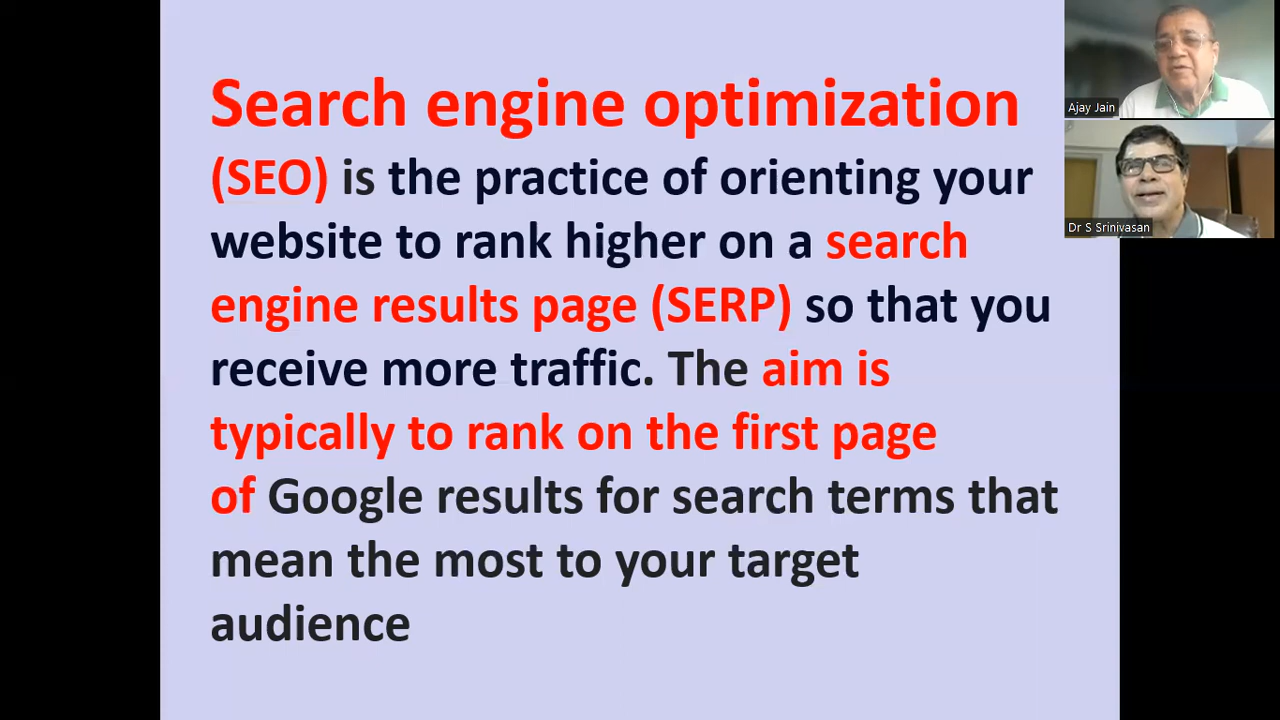 Search engine optimization
(SEO) is the practice of orienting your
website to rank higher on a search
engine results page (SERP) so that you
receive more traffic. The aim is
typically to rank on the first page
of Google results for search terms that
mean the most to your target
audience
Ajay Jain
Dr S Srinivasan